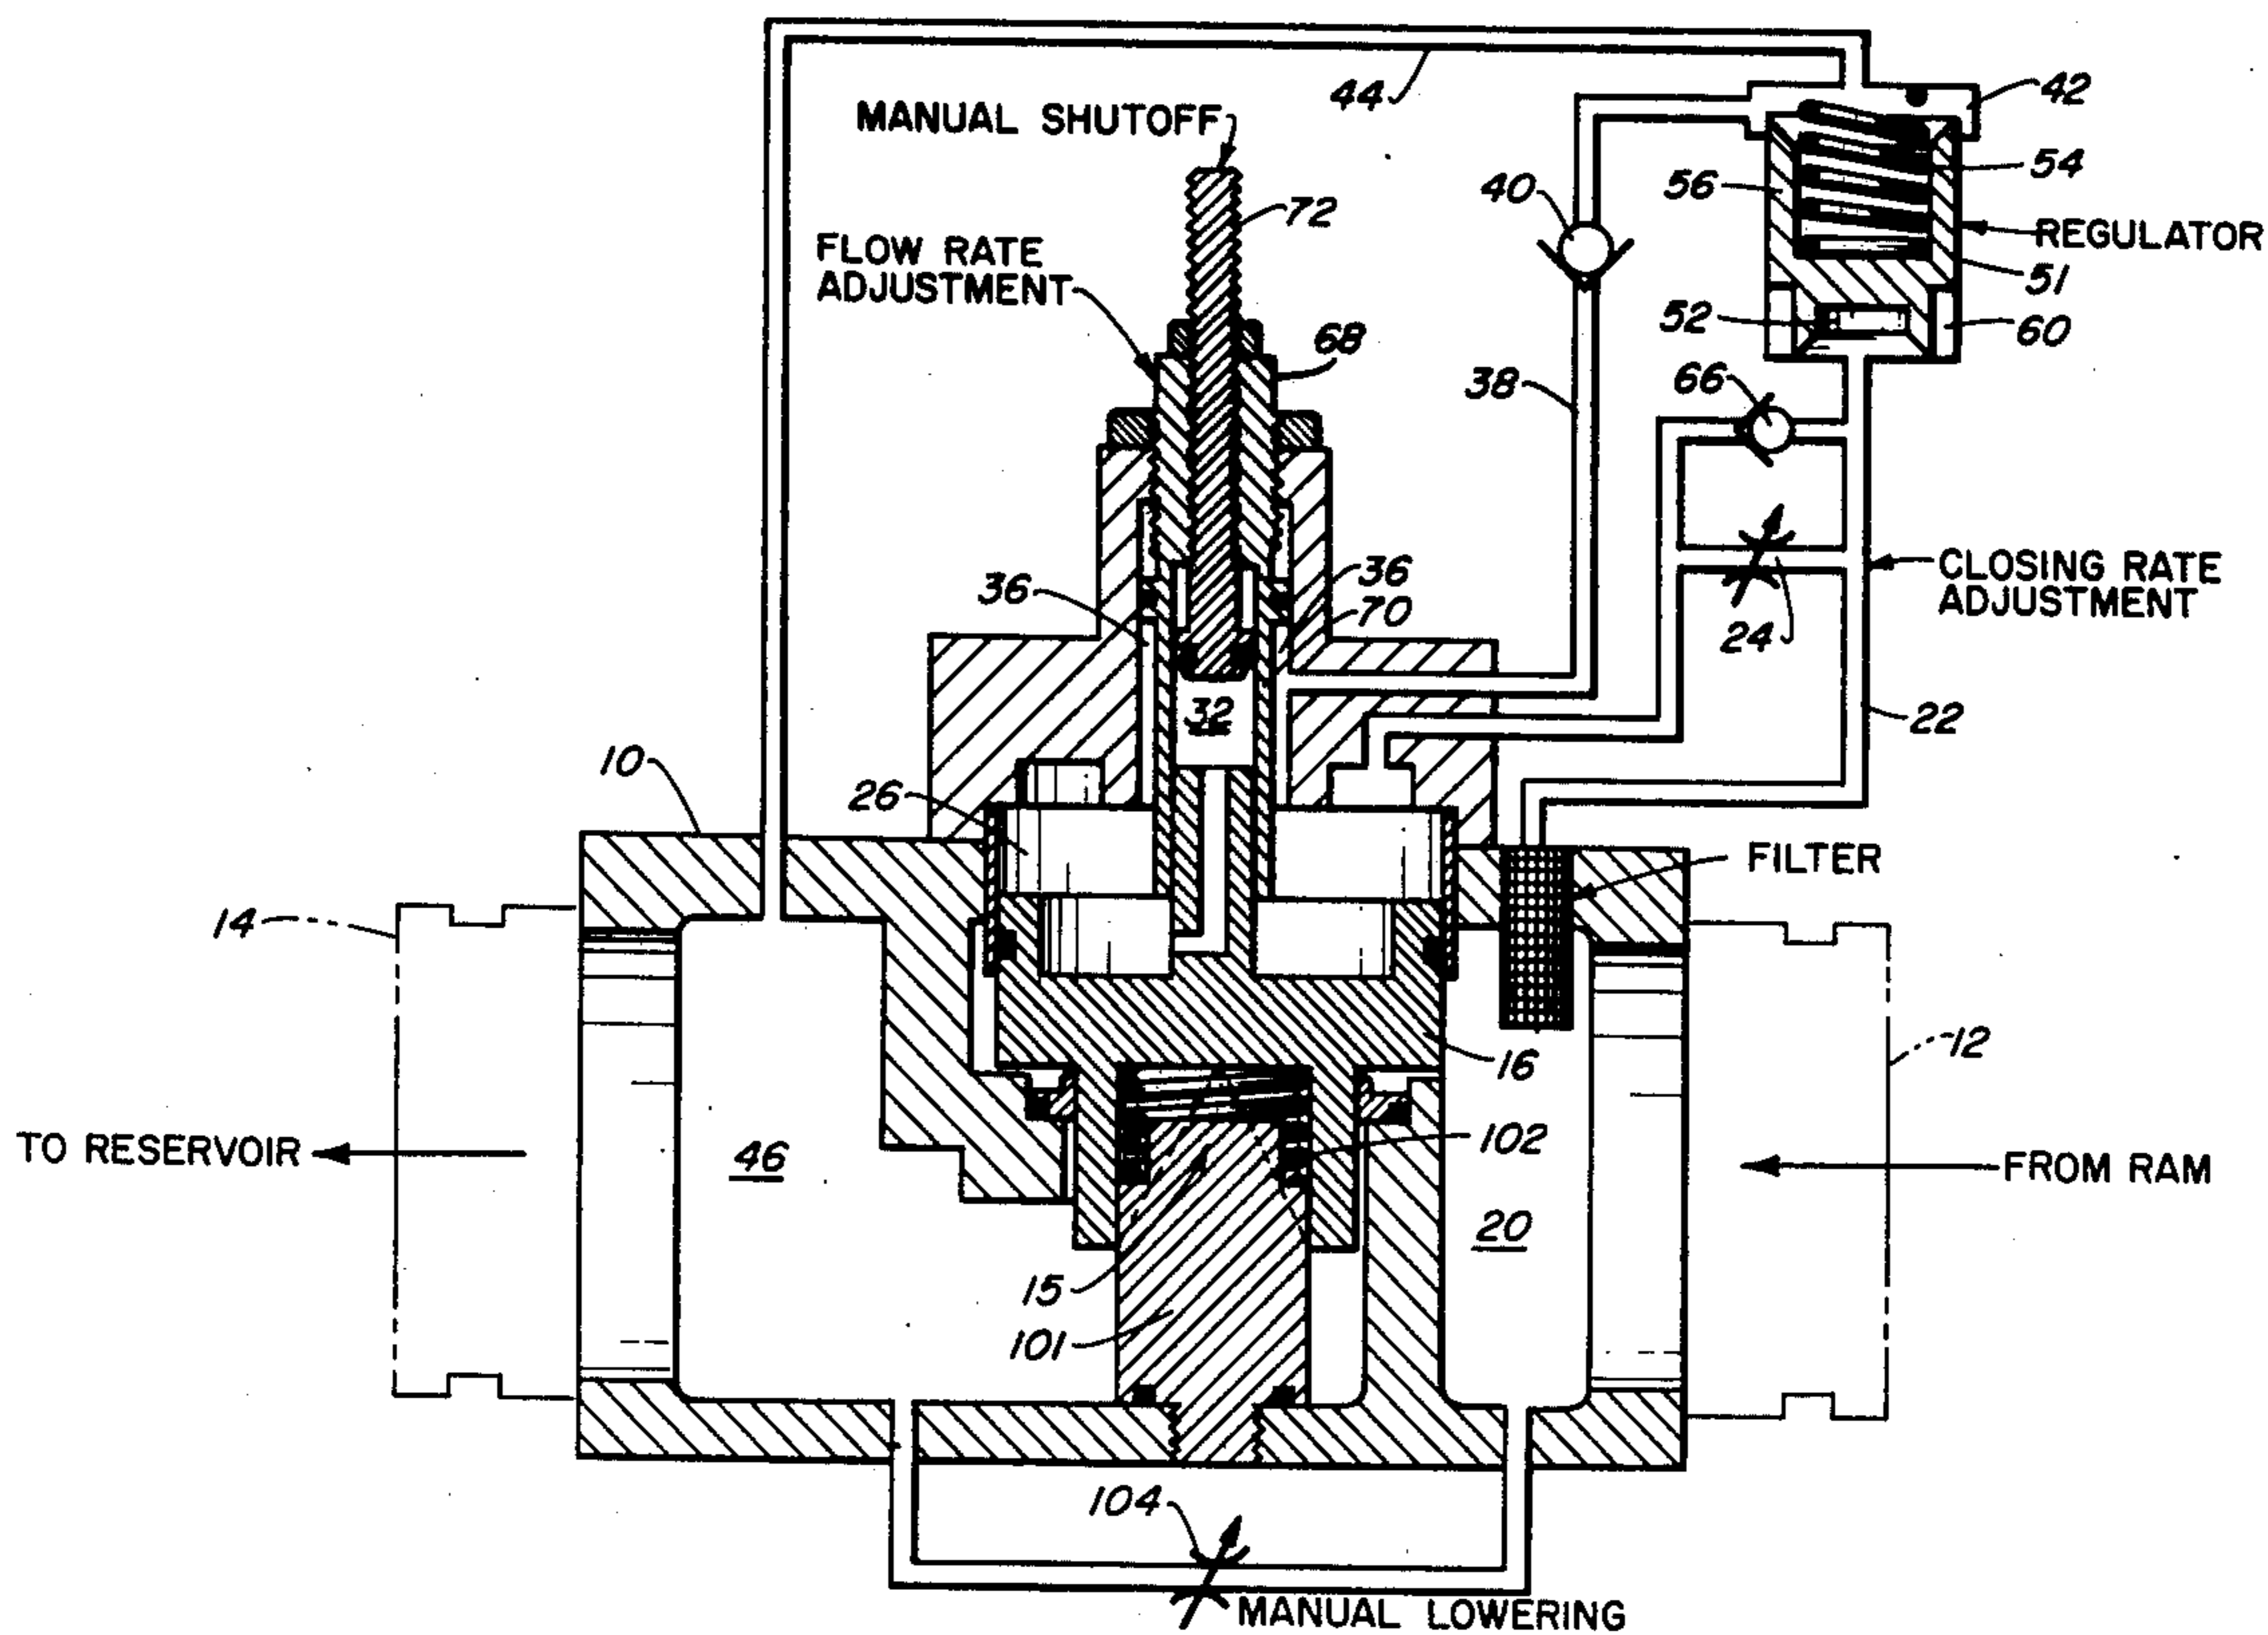 44
42
MANUAL SHUTOFF
54
56
40
72
REGULATOR
FLOW RATE
ADJUSTMENT
51
52
60
68
38
66
36
36
CLOSING RATE
ADJUSTMENT
70
24
32
22
10
26
FILTER
14
12
16
TO RESERVOIR
46
102
FROM RAM
20
15
101
104
MANUAL LOWERING